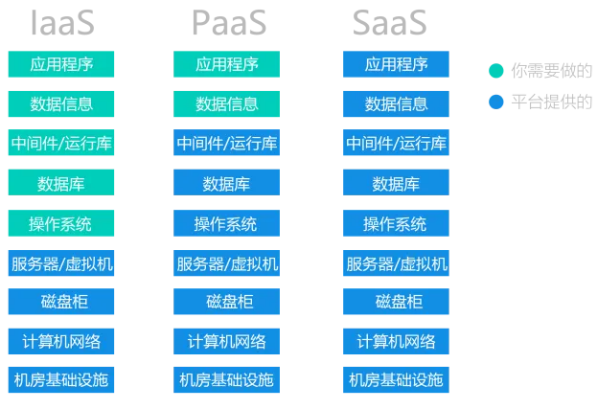 IaaS PaaS SaaS
应用程序 应用程序 应用程序 你需要做的
数据信息 数据信息 数据信息 平台提供的
中间件/运行库 中间件/运行库 中间件/运行库
数据库 数据库 数据库
操作系统 操作系统 操作系统
服务器/虚拟机 服务器/虚拟机 服务器/虚拟机
磁盘柜 磁盘柜 磁盘柜
计算机网络 计算机网络 计算机网络
机房基础设施 机房基础设施 机房基础设施